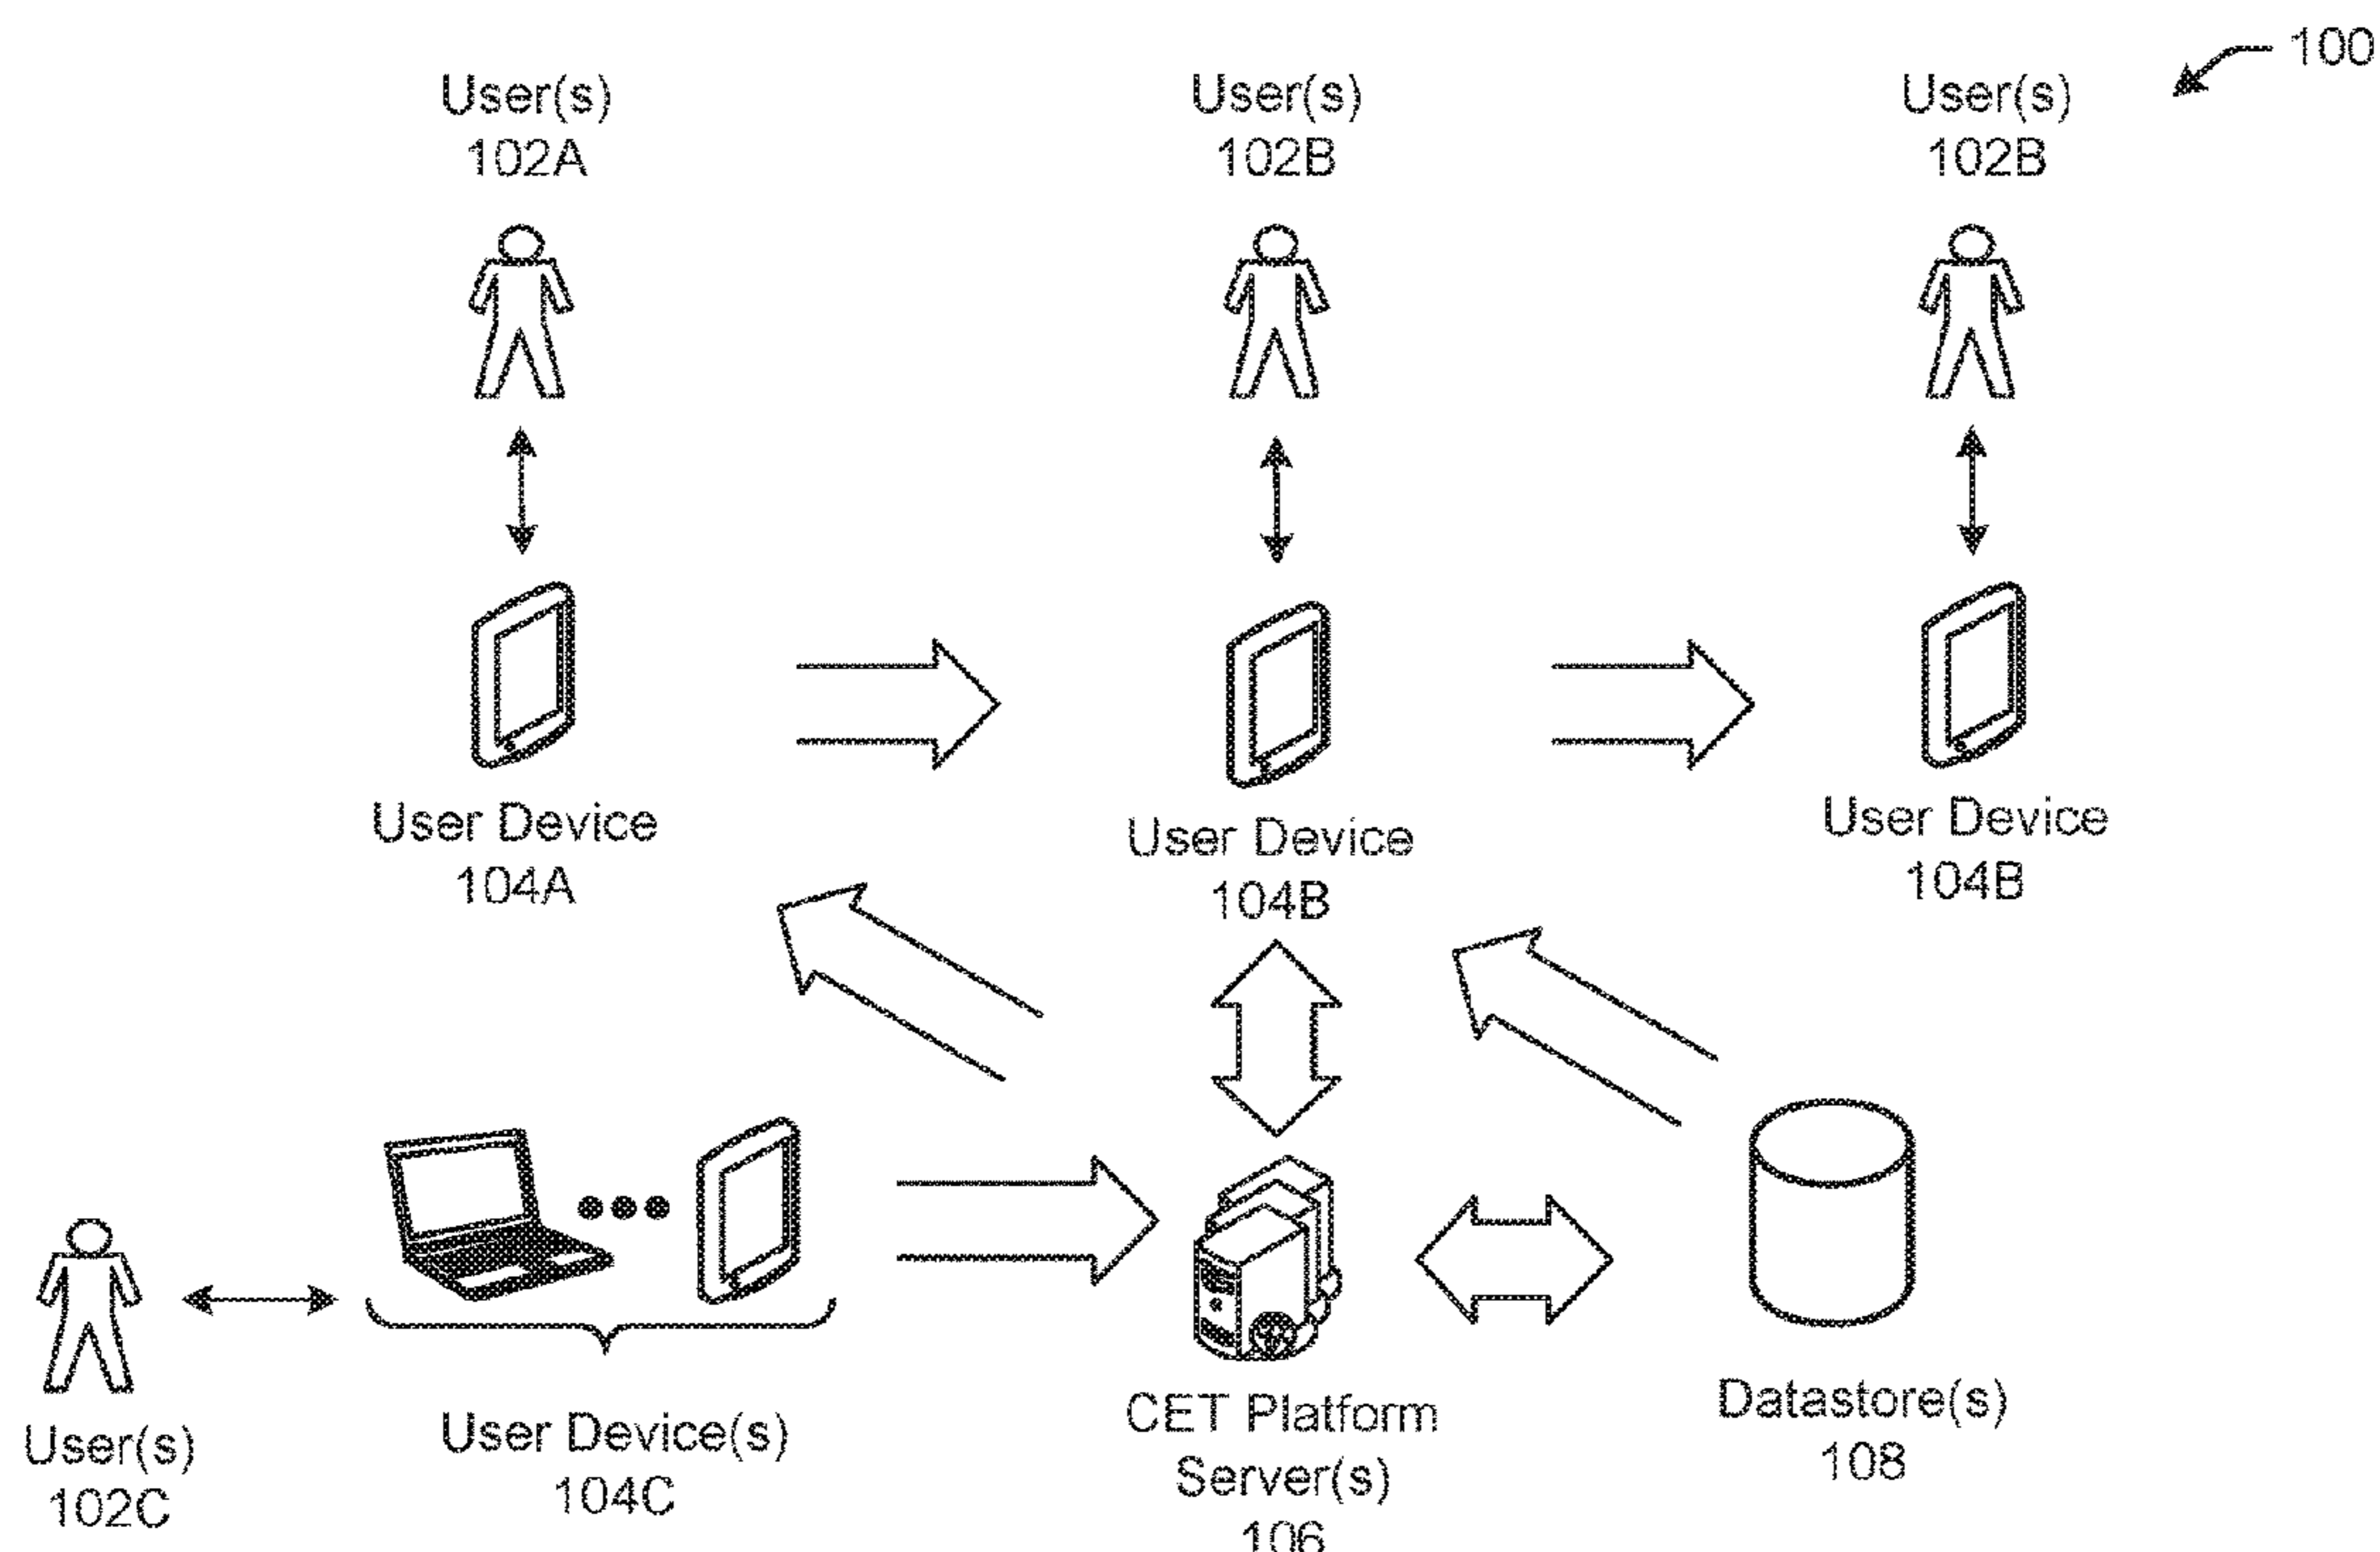 100
User(s)
102A
User(s)
102B
User(s)
102B
User Device
104A
User Device
104B
User Device
104B
User(s)
102C
User Device(s)
104C
CET Platform
Server(s)
106
Datastore(s)
108